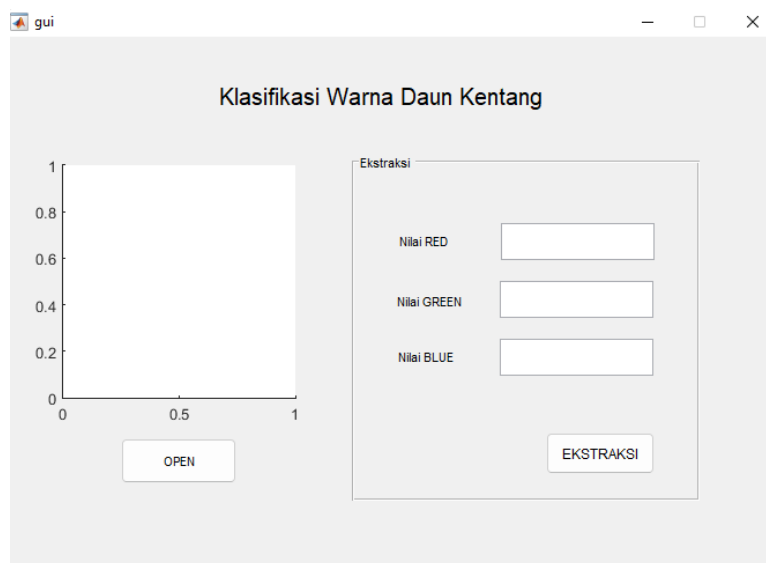 gui
Klasifikasi Warna Daun Kentang
1
0.8
0.6
0.4
0.2
0
0
0.5
1
OPEN
Ekstraksi
Nilai RED
Nilai GREEN
Nilai BLUE
EKSTRAKSI